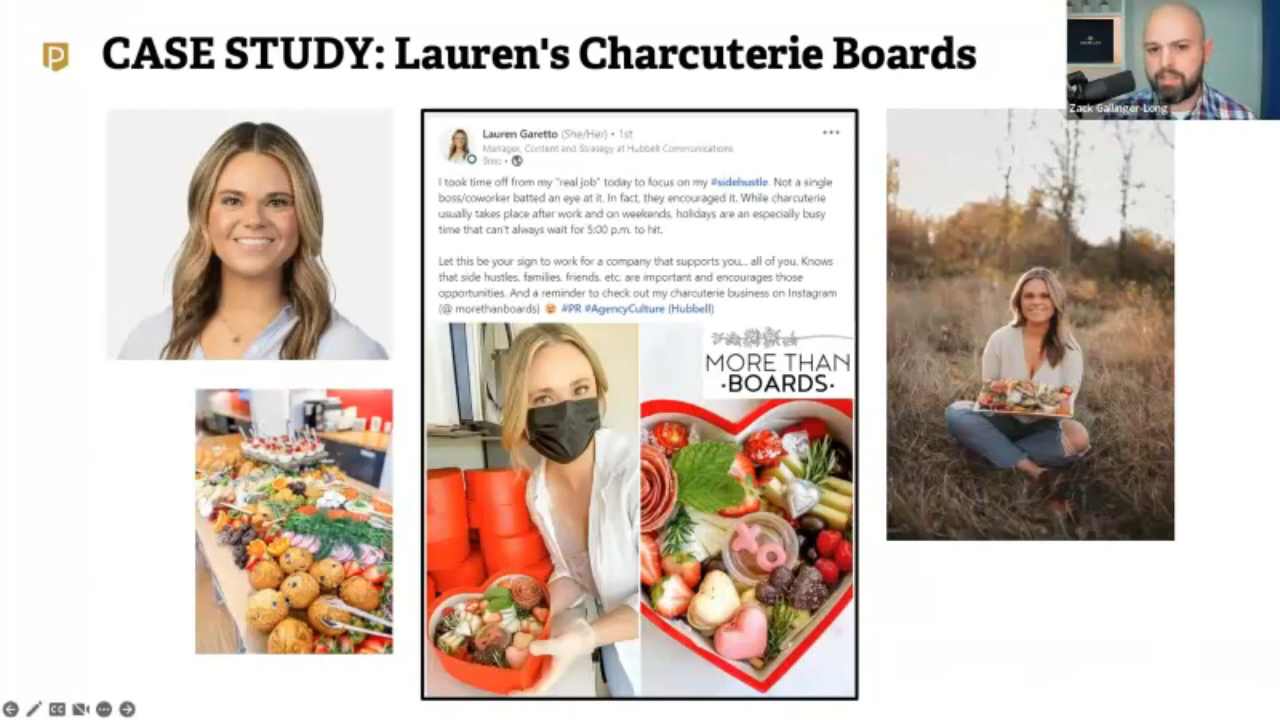 P
CASE STUDY: Lauren's Charcuterie Boards
Zack Gallinger-Long
Lauren Garetto (She/Her) • 1st
Manager, Content and Strategy at Hubbell Communications
9mo •
I took time off from my "real job" today to focus on my #sidehustle. Not a single
boss/coworker batted an eye at it. In fact, they encouraged it. While charcuterie
usually takes place after work and on weekends, holidays are an especially busy
time that can't always wait for 5:00 p.m. to hit.
Let this be your sign to work for a company that supports you... all of you. Knows
that side hustles, families, friends, etc. are important and encourages those
opportunities. And a reminder to check out my charcuterie business on Instagram
(@ morethanboards) 😍 #PR #AgencyCulture (Hubbell)
MORE THAN
·BOARDS·
XO
CC